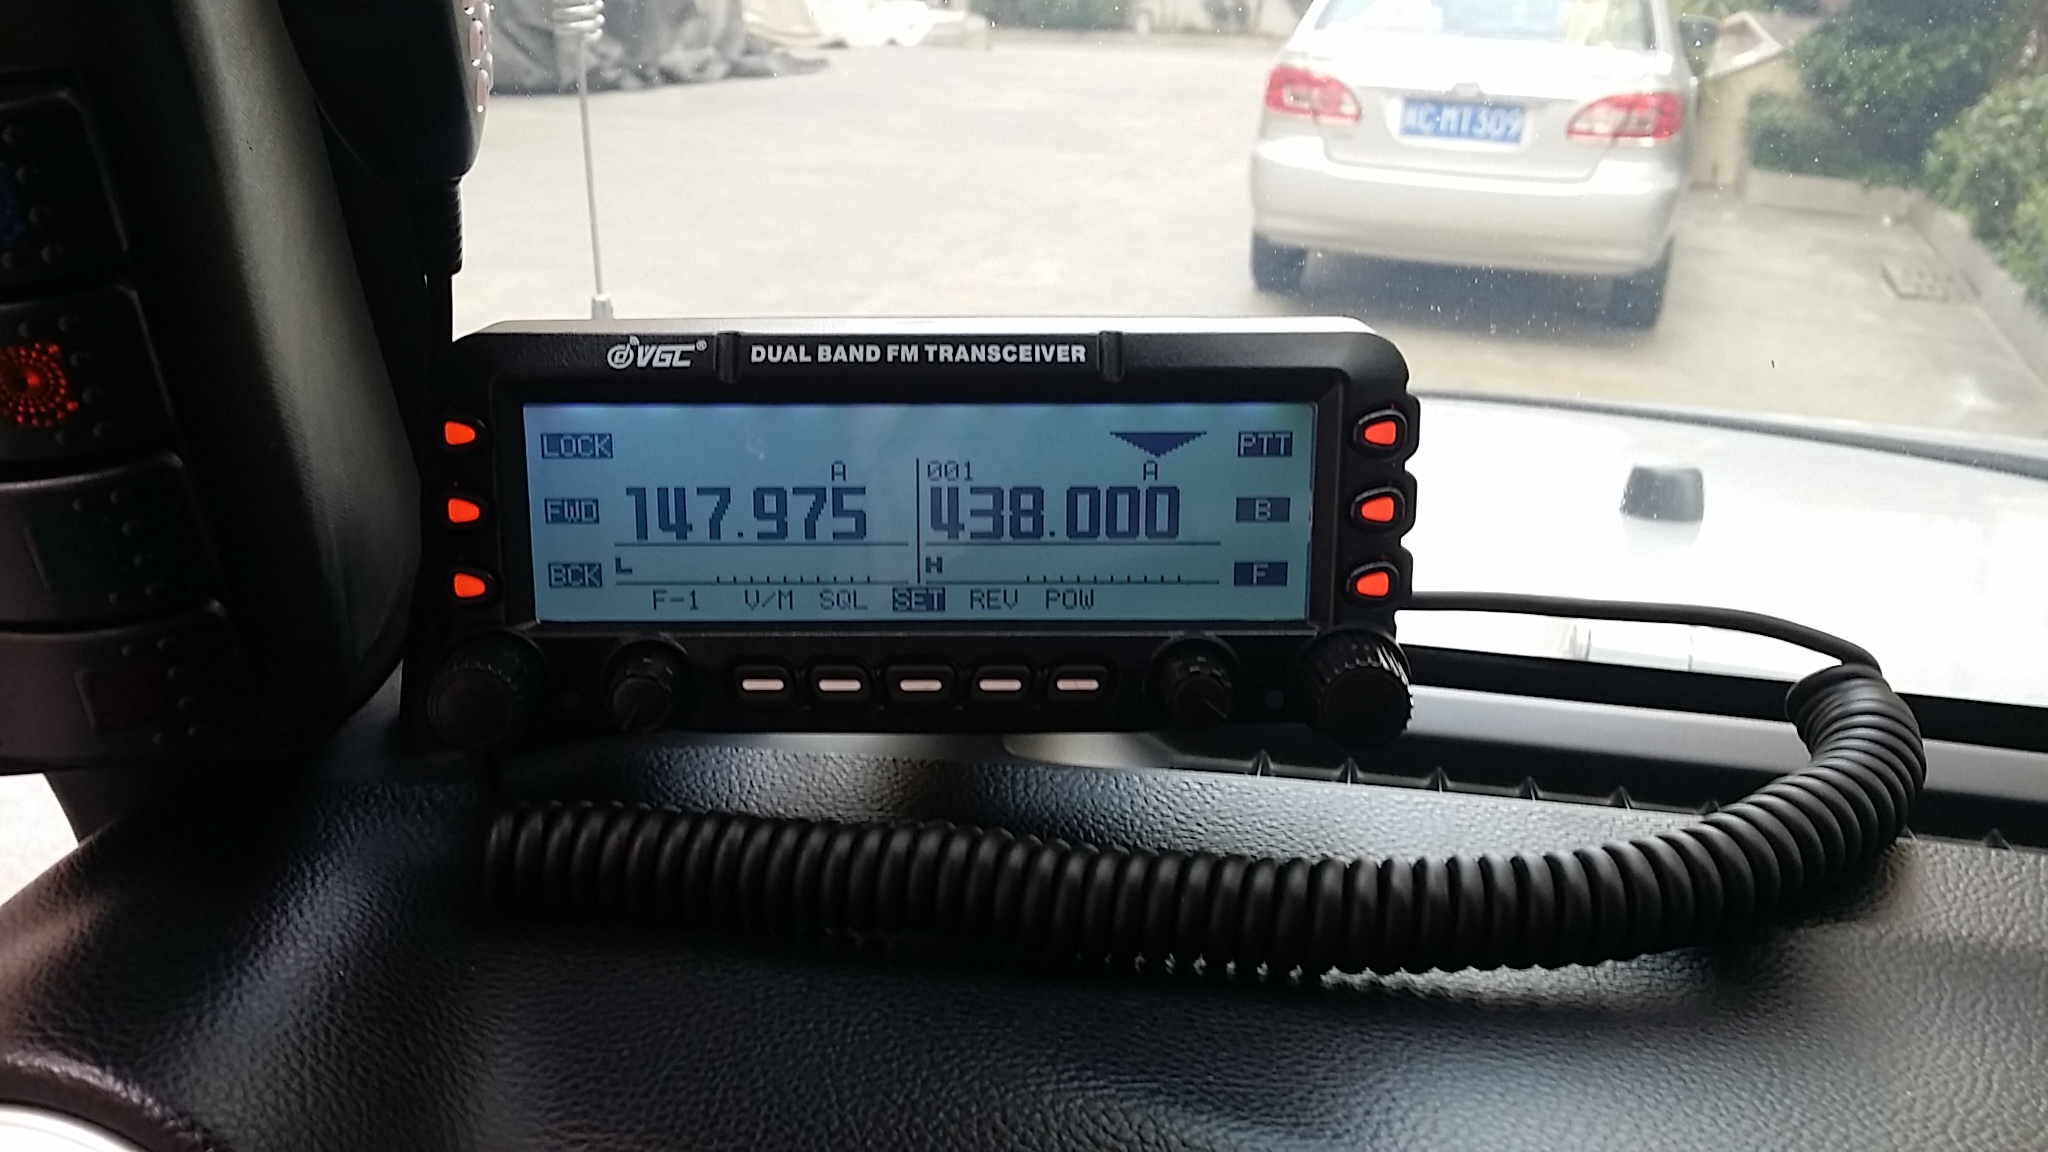 C·MT309
VGC® DUAL BAND FM TRANSCEIVER
LOCK PTT
A 001 A
FWD 147.975 438.000 B
BCK L H F
F-1 V/M SQL SET REV POW